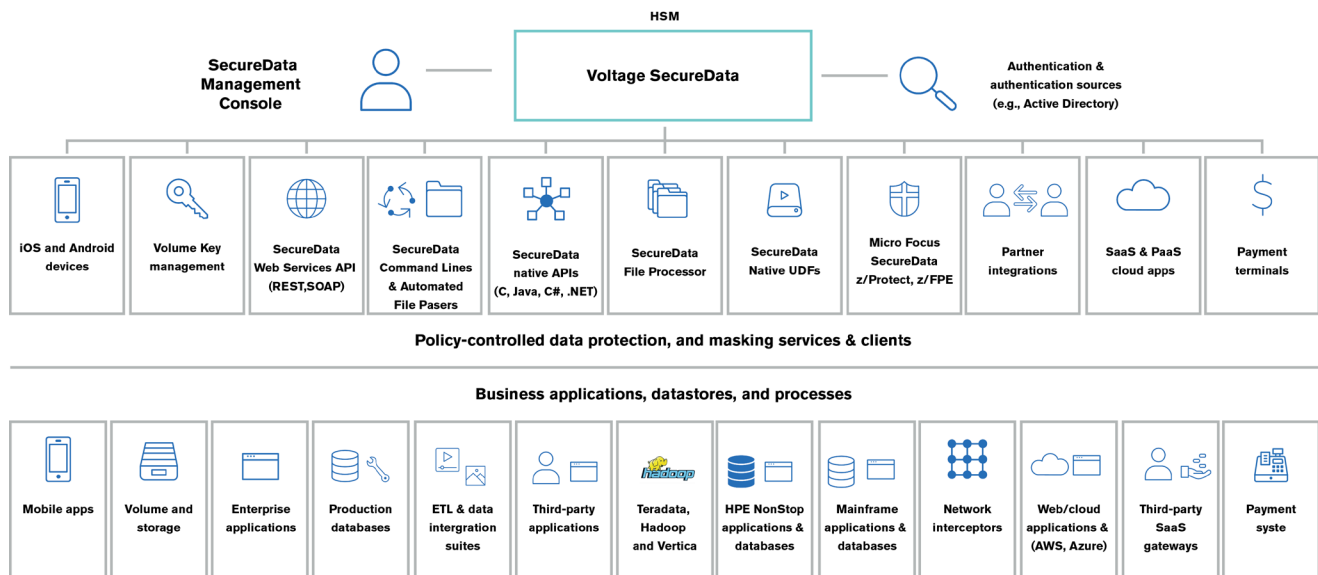 HSM
SecureData
Management
Console
Voltage SecureData
Authentication &
authentication sources
(e.g., Active Directory)
iOS and Android
devices
Volume Key
management
SecureData
Web Services API
(REST,SOAP)
SecureData
Command Lines
& Automated
File Pasers
SecureData
native APIs
(C, Java, C#, .NET)
SecureData
File Processor
SecureData
Native UDFs
Micro Focus
SecureData
z/Protect, z/FPE
Partner
integrations
SaaS & PaaS
cloud apps
Payment
terminals
Policy-controlled data protection, and masking services & clients
Business applications, datastores, and processes
Mobile apps
Volume and
storage
Enterprise
applications
Production
databases
ETL & data
intergration
suites
Third-party
applications
hadoop
Teradata,
Hadoop
and Vertica
HPE NonStop
applications &
databases
Mainframe
applications &
databases
Network
interceptors
Web/cloud
applications &
(AWS, Azure)
Third-party
SaaS
gateways
Payment
syste